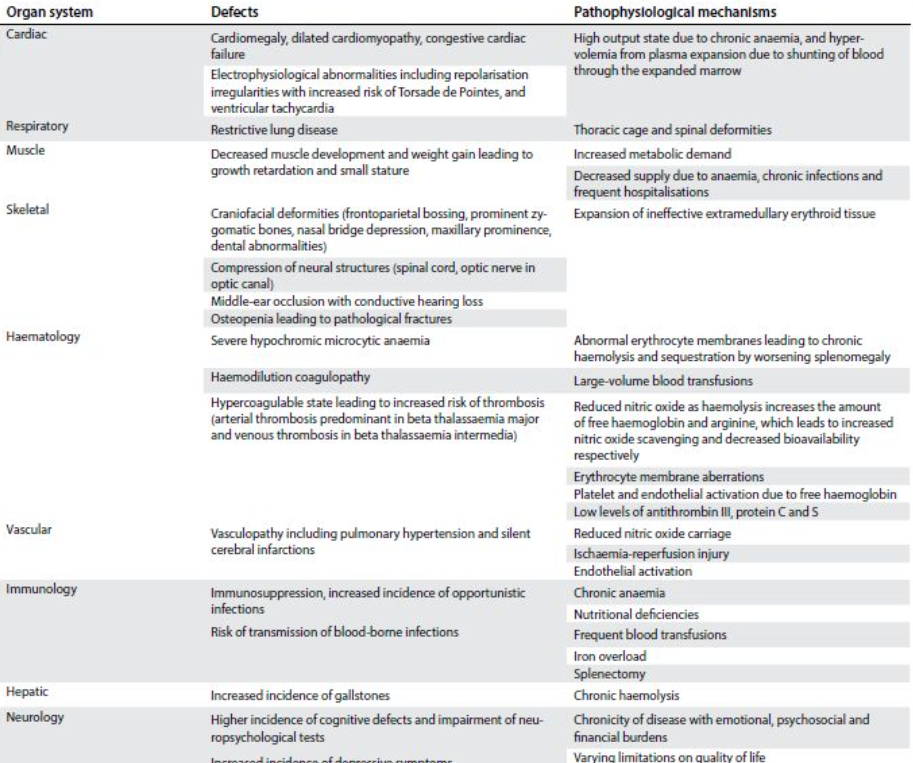 Organ system Defects Pathophysiological mechanisms
Cardiac
Cardiomegaly, dilated cardiomyopathy, congestive cardiac
failure
Electrophysiological abnormalities including repolarisation
irregularities with increased risk of Torsade de Pointes, and
ventricular tachycardia
High output state due to chronic anaemia, and hyper-
volemia from plasma expansion due to shunting of blood
through the expanded marrow
Respiratory
Restrictive lung disease
Thoracic cage and spinal deformities
Muscle
Decreased muscle development and weight gain leading to
growth retardation and small stature
Increased metabolic demand
Decreased supply due to anaemia, chronic infections and
frequent hospitalisations
Skeletal
Craniofacial deformities (frontoparietal bossing, prominent zy-
gomatic bones, nasal bridge depression, maxillary prominence,
dental abnormalities)
Compression of neural structures (spinal cord, optic nerve in
optic canal)
Middle-ear occlusion with conductive hearing loss
Osteopenia leading to pathological fractures
Expansion of ineffective extramedullary erythroid tissue
Haematology
Severe hypochromic microcytic anaemia
Abnormal erythrocyte membranes leading to chronic
haemolysis and sequestration by worsening splenomegaly
Haemodilution coagulopathy
Large-volume blood transfusions
Hypercoagulable state leading to increased risk of thrombosis
(arterial thrombosis predominant in beta thalassaemia major
and venous thrombosis in beta thalassaemia intermedia)
Reduced nitric oxide as haemolysis increases the amount
of free haemoglobin and arginine, which leads to increased
nitric oxide scavenging and decreased bioavailability
respectively
Erythrocyte membrane aberrations
Platelet and endothelial activation due to free haemoglobin
Low levels of antithrombin III, protein C and S
Vascular
Vasculopathy including pulmonary hypertension and silent
cerebral infarctions
Reduced nitric oxide carriage
Ischaemia-reperfusion injury
Endothelial activation
Immunology
Immunosuppression, increased incidence of opportunistic
infections
Risk of transmission of blood-borne infections
Chronic anaemia
Nutritional deficiencies
Frequent blood transfusions
Iron overload
Splenectomy
Hepatic
Increased incidence of gallstones
Chronic haemolysis
Neurology
Higher incidence of cognitive defects and impairment of neu-
ropsychological tests
Increased incidence of depressive symptoms
Chronicity of disease with emotional, psychosocial and
financial burdens
Varying limitations on quality of life